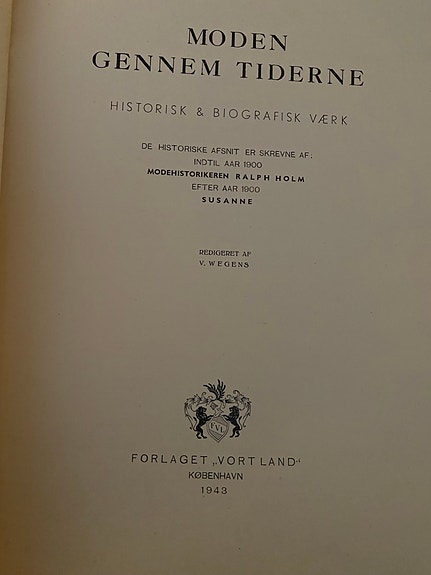 MODEN
GENNEM TIDERNE
HISTORISK & BIOGRAFISK VÆRK
DE HISTORISKE AFSNIT ER SKREVNE AF:
INDTIL AAR 1900
MODEHISTORIKEREN RALPH HOLM
EFTER AAR 1900
SUSANNE
REDIGERET AF
V. WEGENS
FORLAGET „VORT LAND“
KØBENHAVN
1943